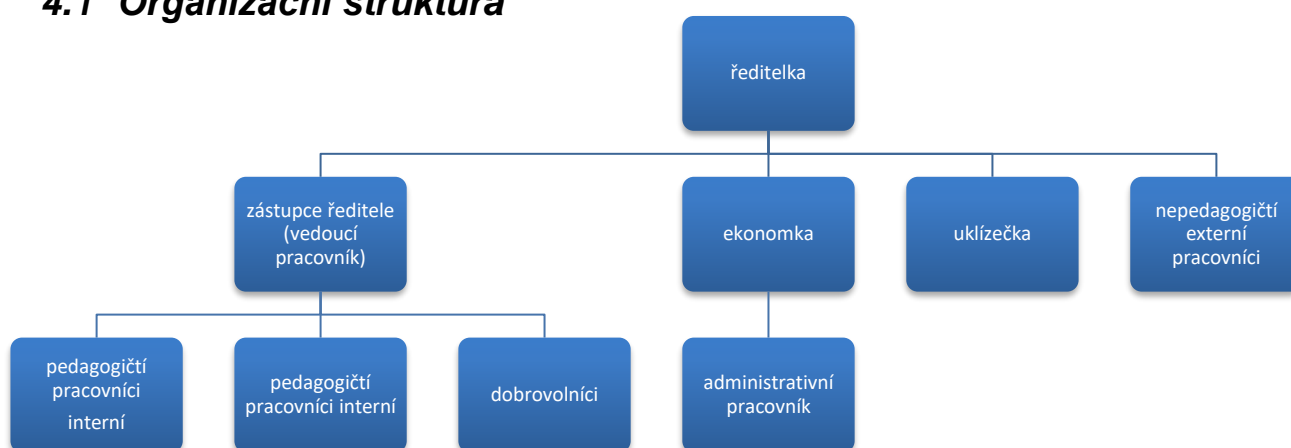 4.1 Organizační struktura
ředitelka
zástupce ředitele
(vedoucí
pracovník)
ekonomka
uklízečka
nepedagogičtí
externí
pracovníci
pedagogičtí
pracovníci
interní
pedagogičtí
pracovníci interní
dobrovolníci
administrativní
pracovník